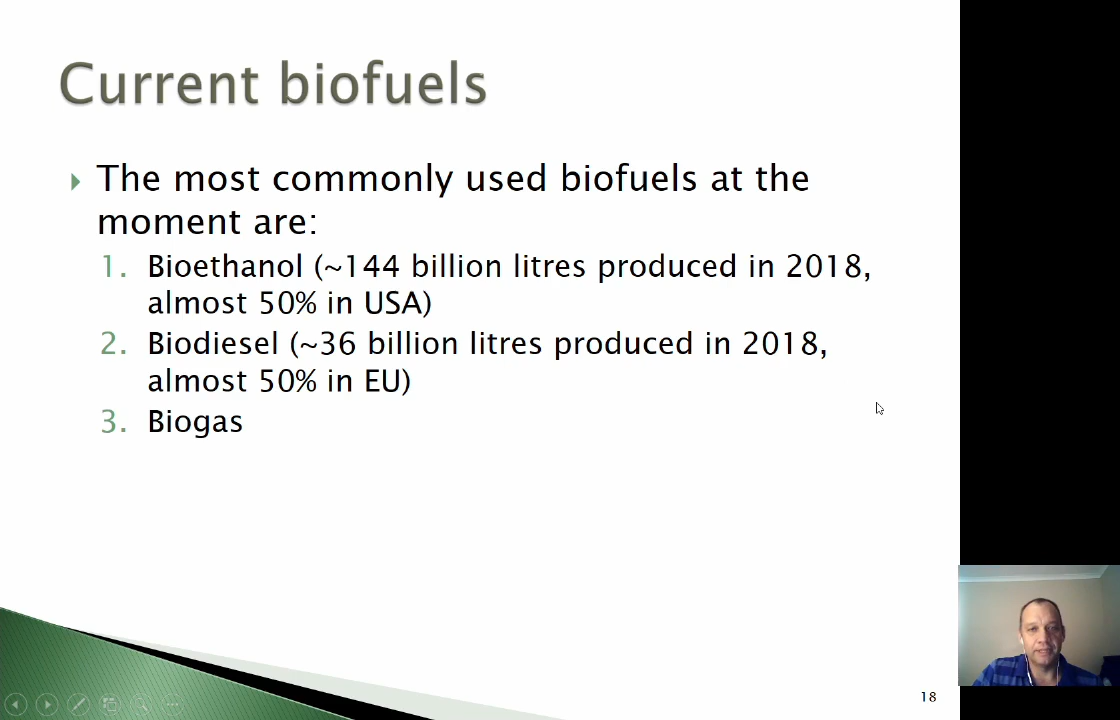 Current biofuels
The most commonly used biofuels at the
moment are:
1. Bioethanol (~144 billion litres produced in 2018,
almost 50% in USA)
2. Biodiesel (~36 billion litres produced in 2018,
almost 50% in EU)
3. Biogas
18